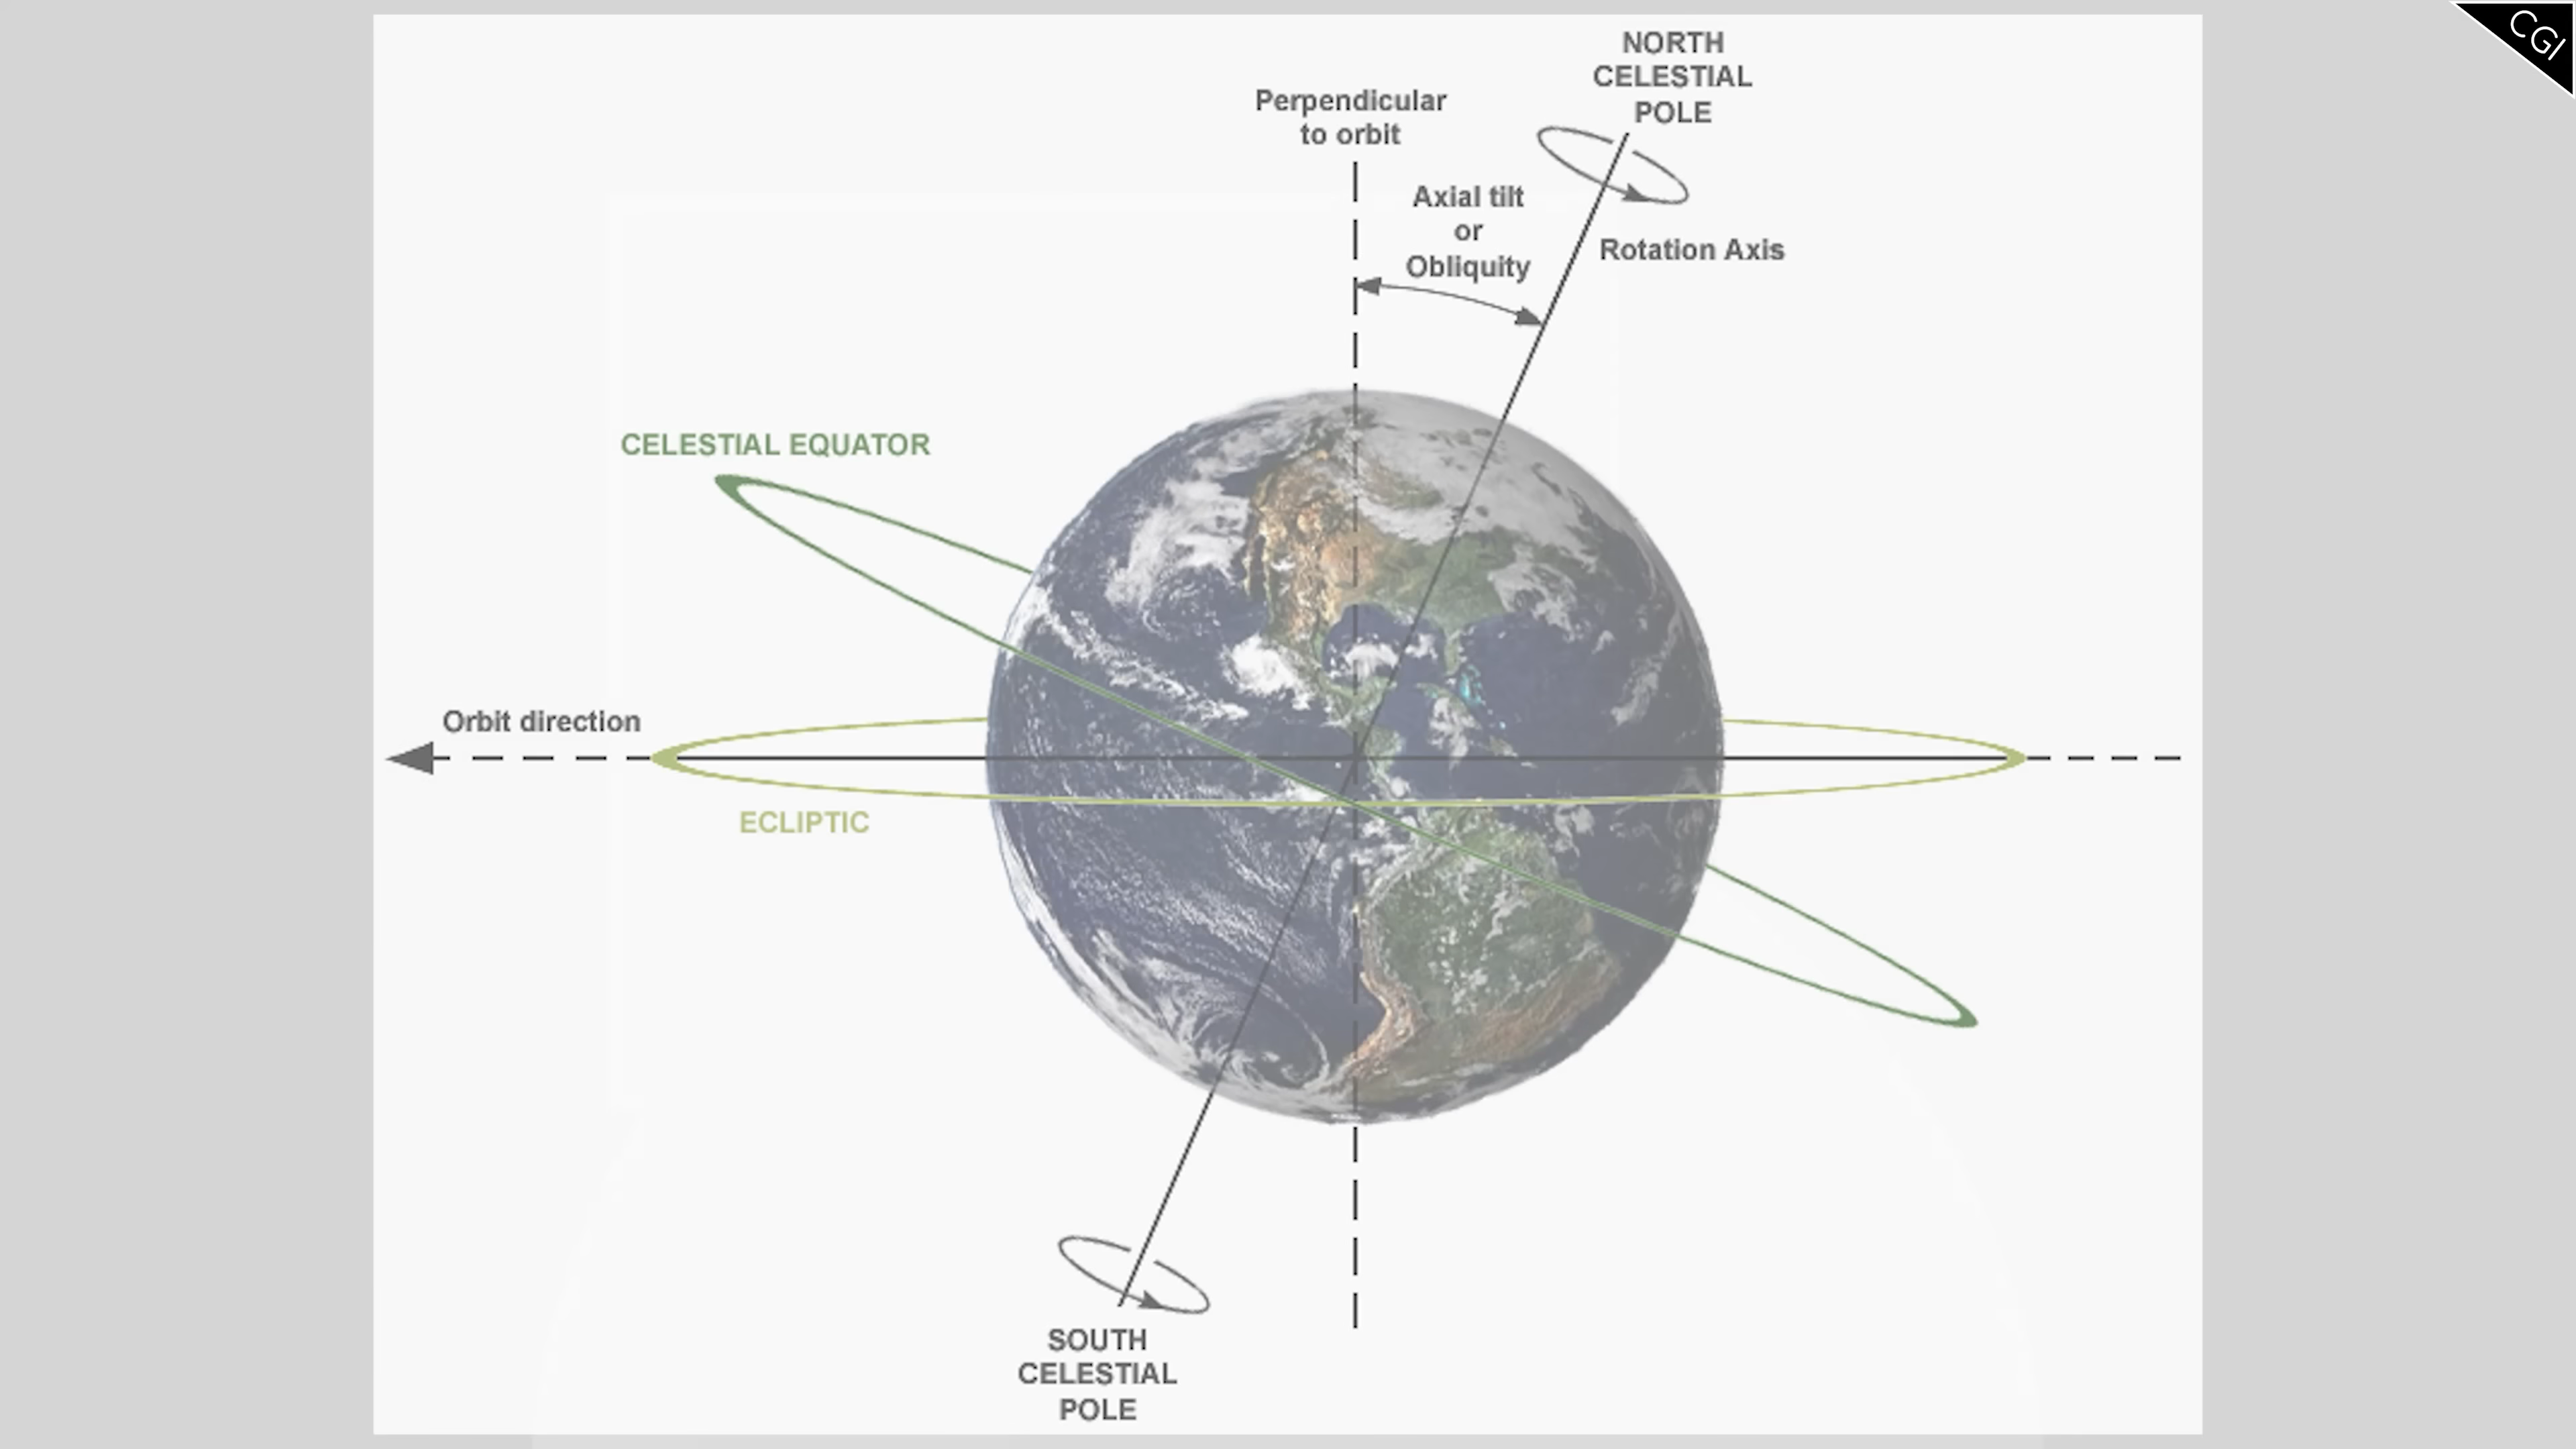 CGI
NORTH
CELESTIAL
POLE
Perpendicular
to orbit
Axial tilt
or
Obliquity
Rotation Axis
CELESTIAL EQUATOR
Orbit direction
ECLIPTIC
SOUTH
CELESTIAL
POLE